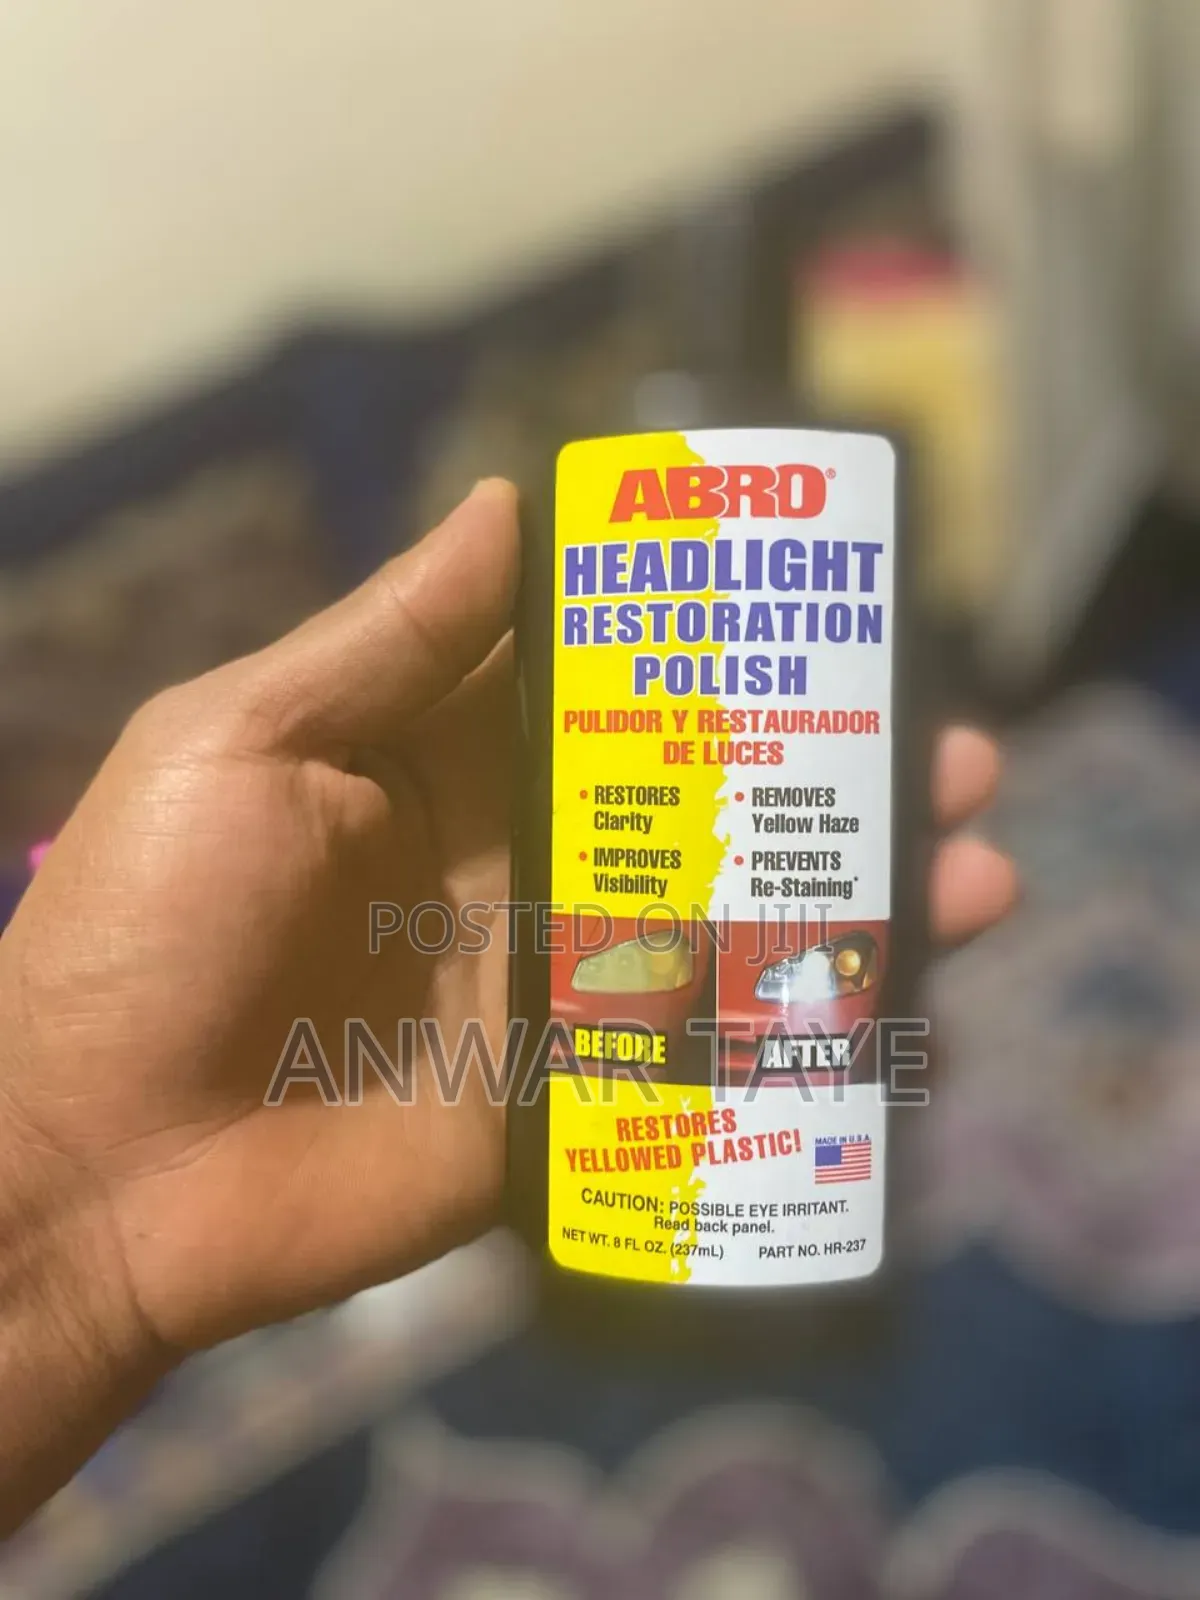 ABRO®
HEADLIGHT
RESTORATION
POLISH
PULIDOR Y RESTAURADOR
DE LUCES
• RESTORES
Clarity
• IMPROVES
Visibility
• REMOVES
Yellow Haze
• PREVENTS
Re-Staining*
POSTED ON JIJI
ANWAR TAYE
BEFORE
AFTER
RESTORES
YELLOWED PLASTIC!
MADE IN U.S.A.
CAUTION: POSSIBLE EYE IRRITANT.
Read back panel.
NET WT. 8 FL OZ. (237mL) PART NO. HR-237